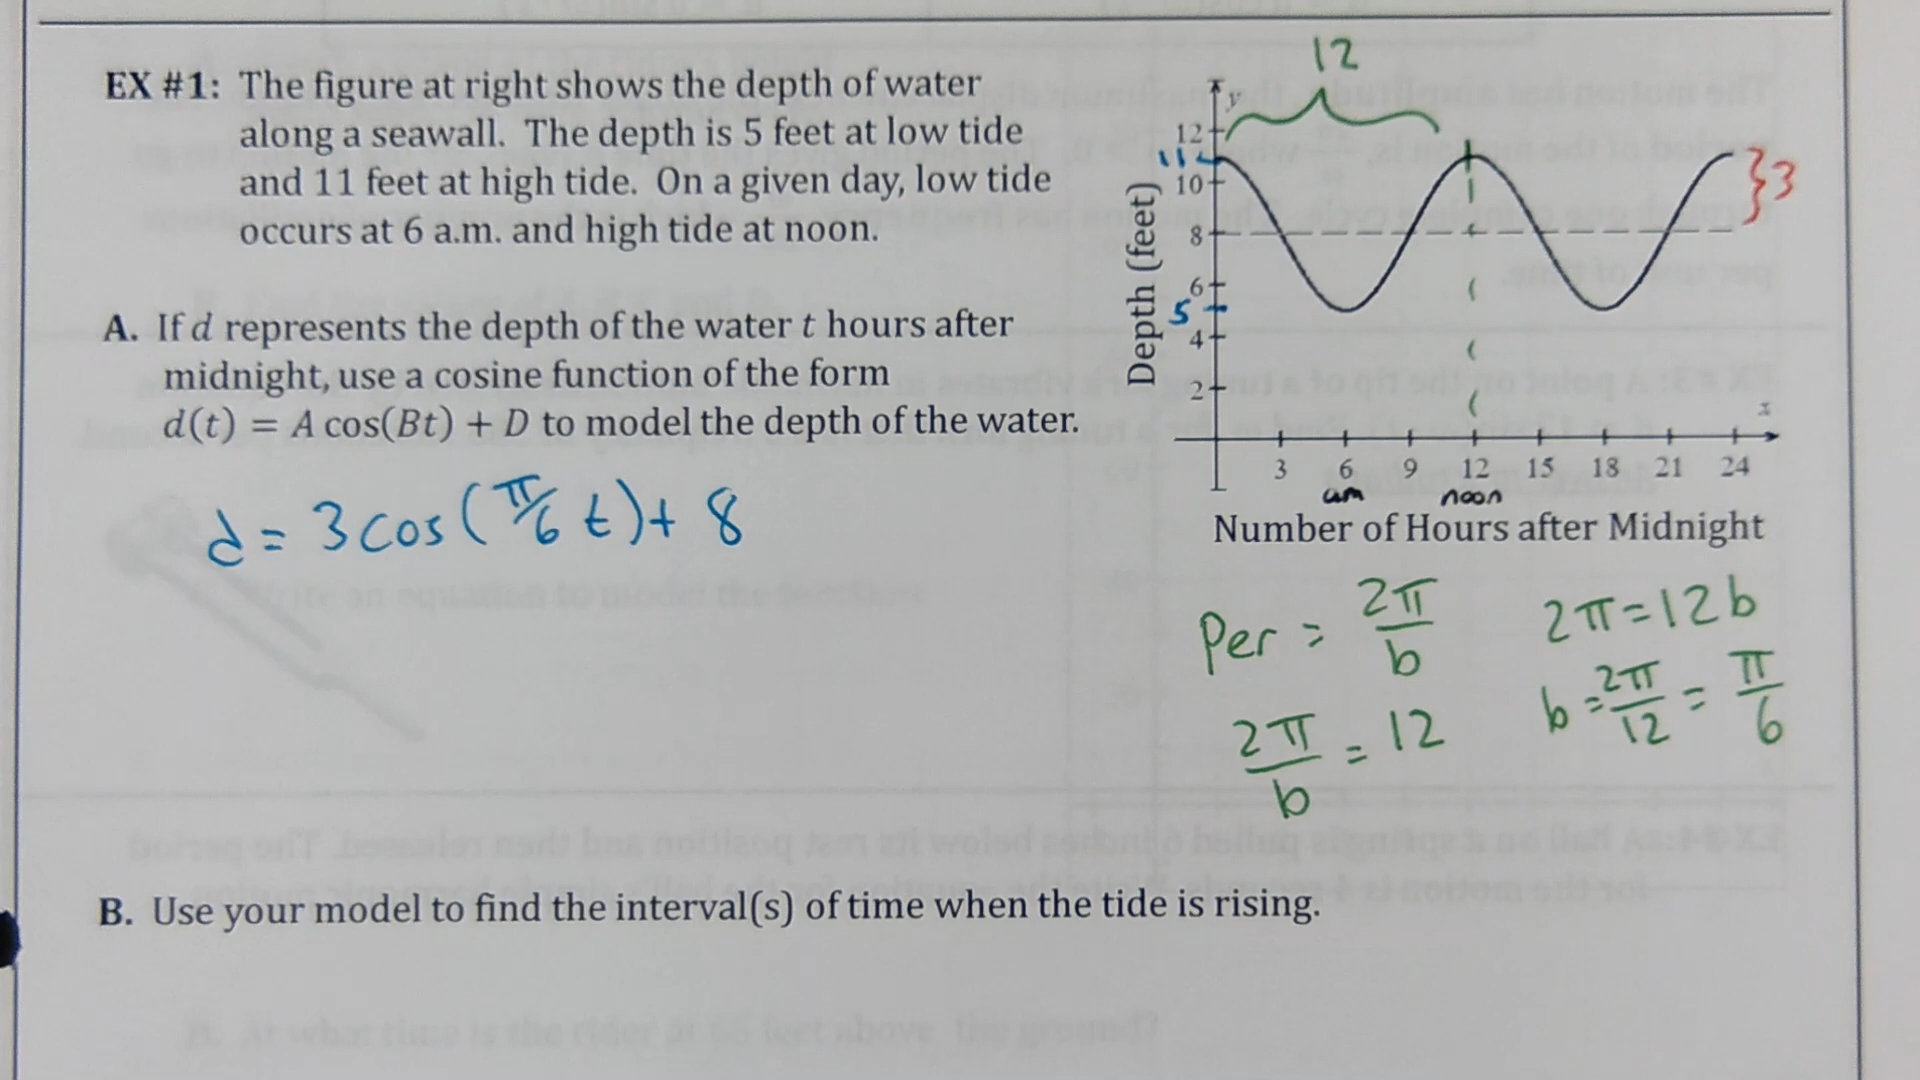 EX #1: The figure at right shows the depth of water
along a seawall. The depth is 5 feet at low tide
and 11 feet at high tide. On a given day, low tide
occurs at 6 a.m. and high tide at noon.
A. If d represents the depth of the water t hours after
midnight, use a cosine function of the form
d(t) = A cos(Bt) + D to model the depth of the water.
d = 3 cos(π/6 t) + 8
12
y
12
11
10
8
6
5
4
2
}3
Depth (feet)
x
3 6 9 12 15 18 21 24
am noon
Number of Hours after Midnight
Per = 2π/b
2π/b = 12
2π = 12b
b = 2π/12 = π/6
B. Use your model to find the interval(s) of time when the tide is rising.